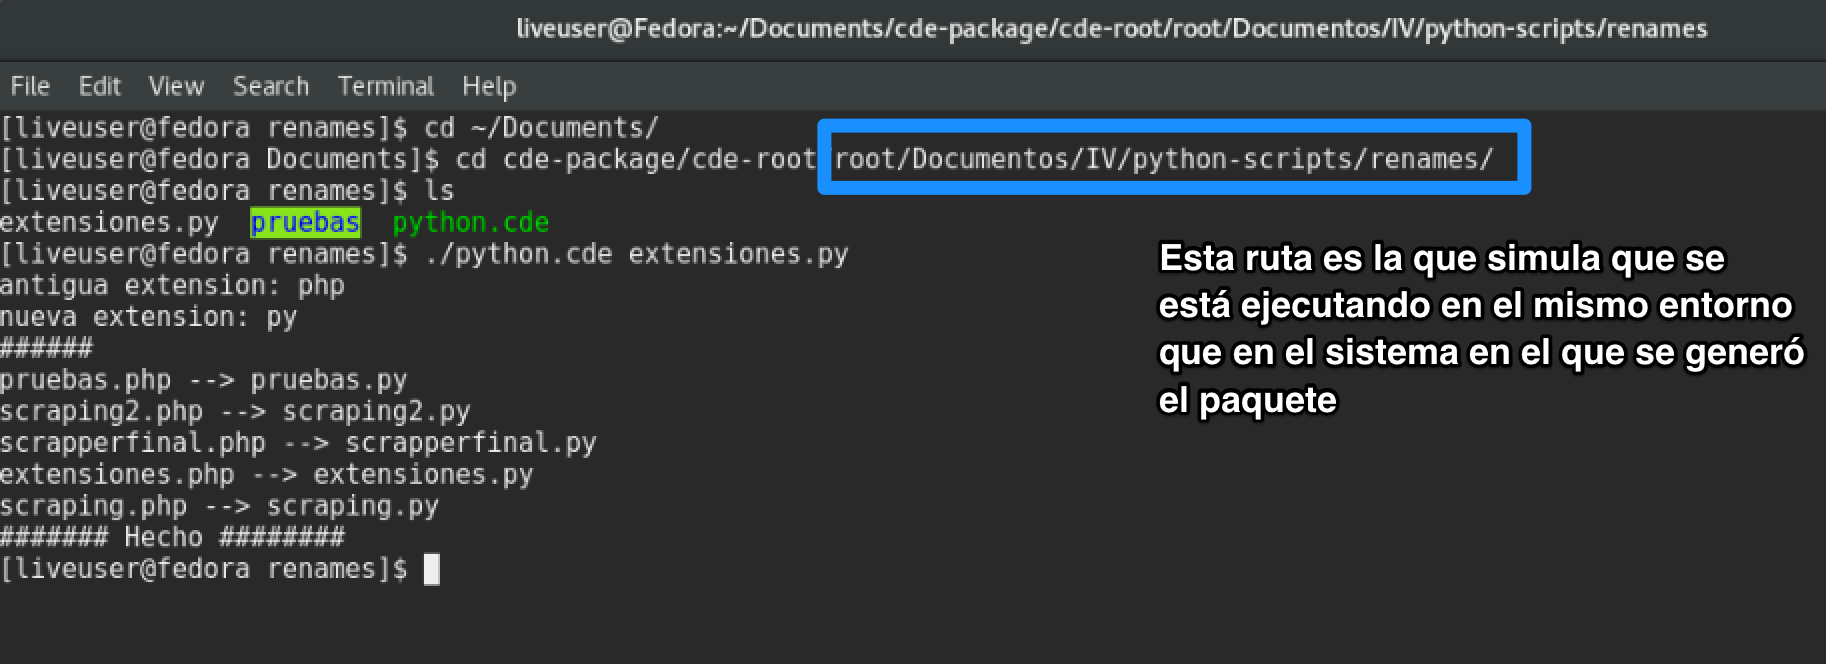 liveuser@Fedora:~/Documents/cde-package/cde-root/root/Documentos/IV/python-scripts/renames
File Edit View Search Terminal Help
[liveuser@fedora renames]$ cd ~/Documents/
[liveuser@fedora Documents]$ cd cde-package/cde-root root/Documentos/IV/python-scripts/renames/
[liveuser@fedora renames]$ ls
extensiones.py pruebas python.cde
[liveuser@fedora renames]$ ./python.cde extensiones.py
antigua extension: php
nueva extension: py
######
pruebas.php --> pruebas.py
scraping2.php --> scraping2.py
scrapperfinal.php --> scrapperfinal.py
extensiones.php --> extensiones.py
scraping.php --> scraping.py
####### Hecho ########
[liveuser@fedora renames]$
Esta ruta es la que simula que se
está ejecutando en el mismo entorno
que en el sistema en el que se generó
el paquete